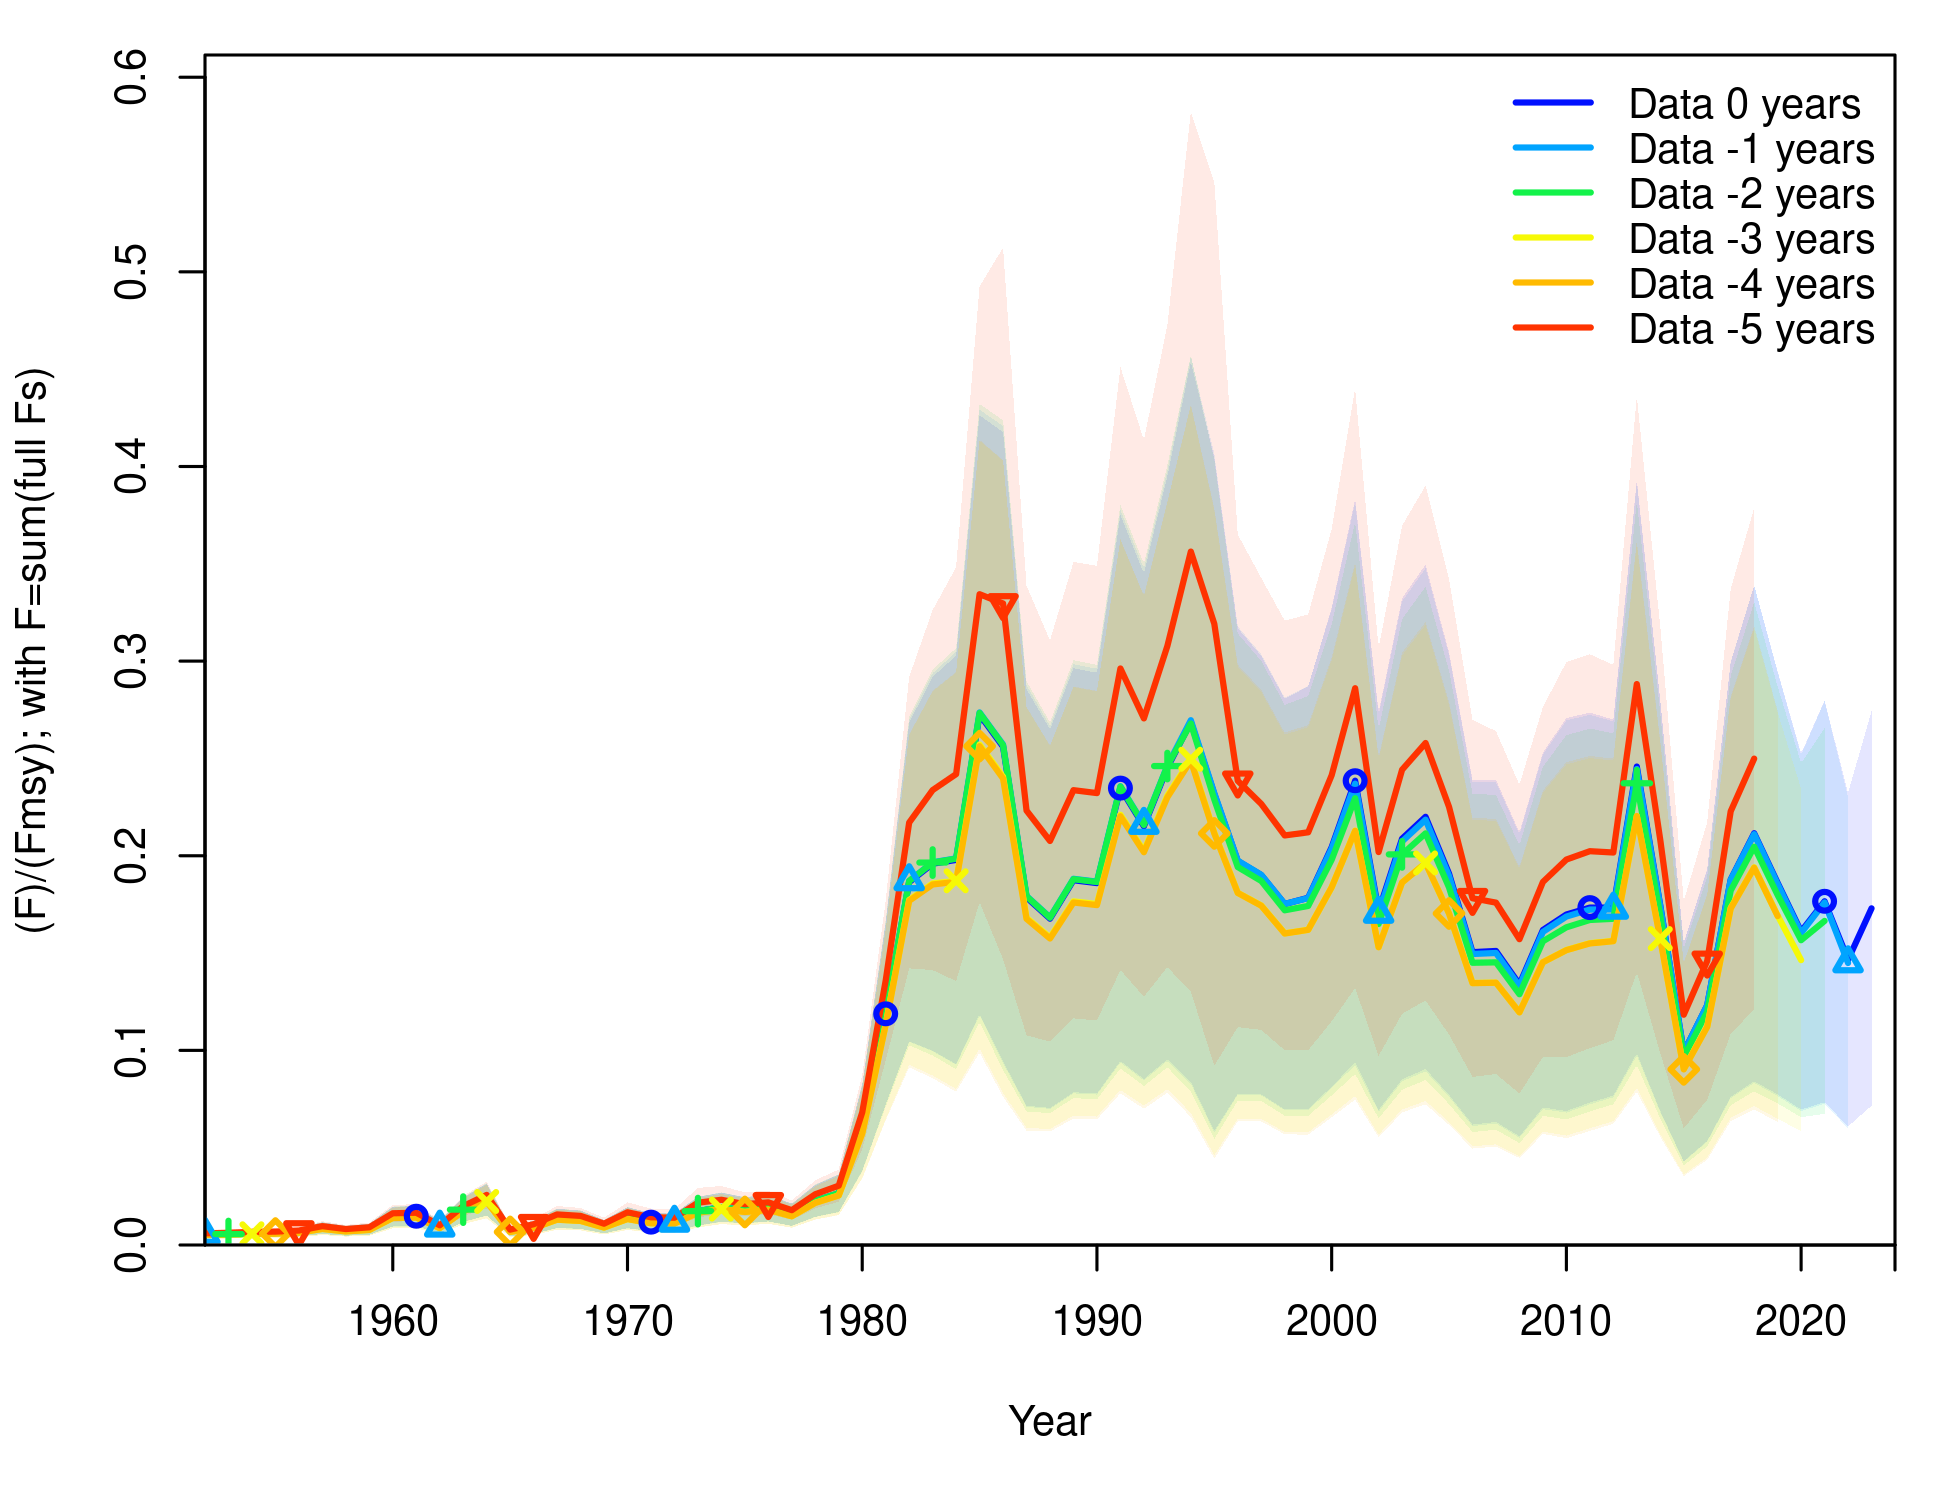 (F)/(Fmsy); with F=sum(full Fs)
0.6
0.5
0.4
0.3
0.2
0.1
0.0
Data 0 years
Data -1 years
Data -2 years
Data -3 years
Data -4 years
Data -5 years
1960
1970
1980
1990
2000
2010
2020
Year